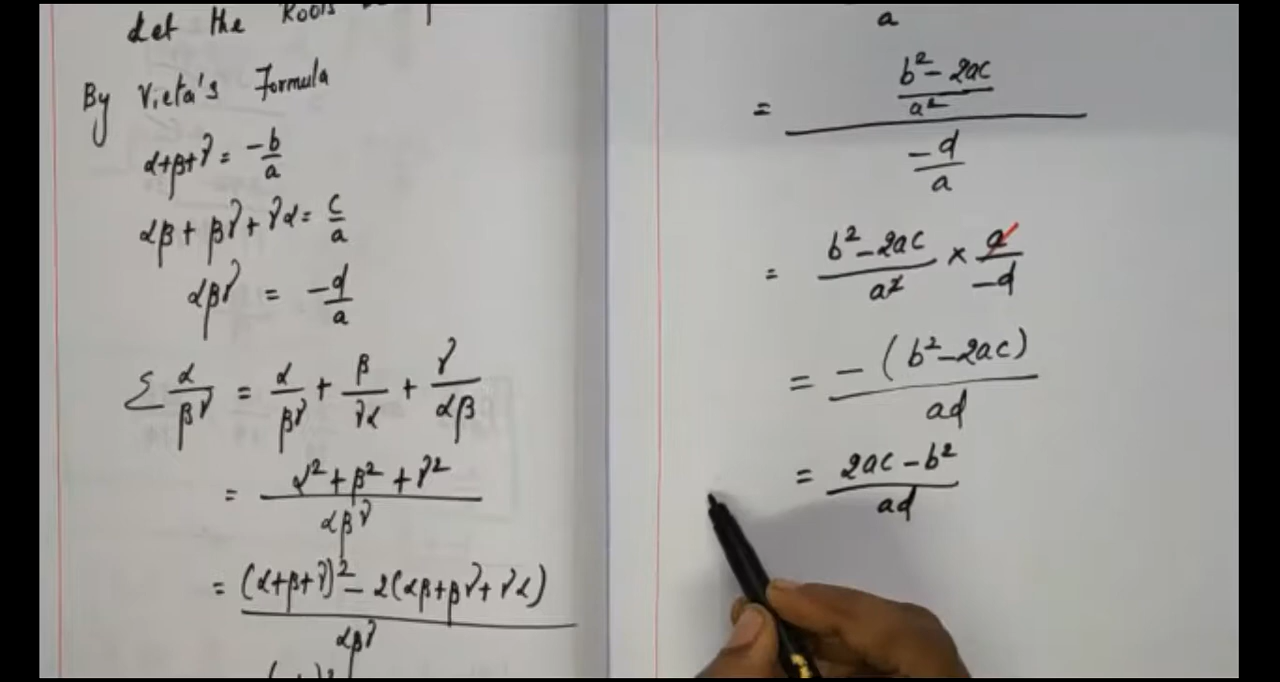 Let the Roots
By Vieta's Formula
α+β+γ = -b/a
αβ + βγ + γα = c/a
αβγ = -d/a
Σ α/βγ = α/βγ + β/γα + γ/αβ
= α² + β² + γ² / αβγ
= (α+β+γ)² - 2(αβ+βγ+γα) / αβγ
a
= b² - 2ac / a² / -d / a
= b² - 2ac / a² × a / -d
= - (b² - 2ac) / ad
= 2ac - b² / ad